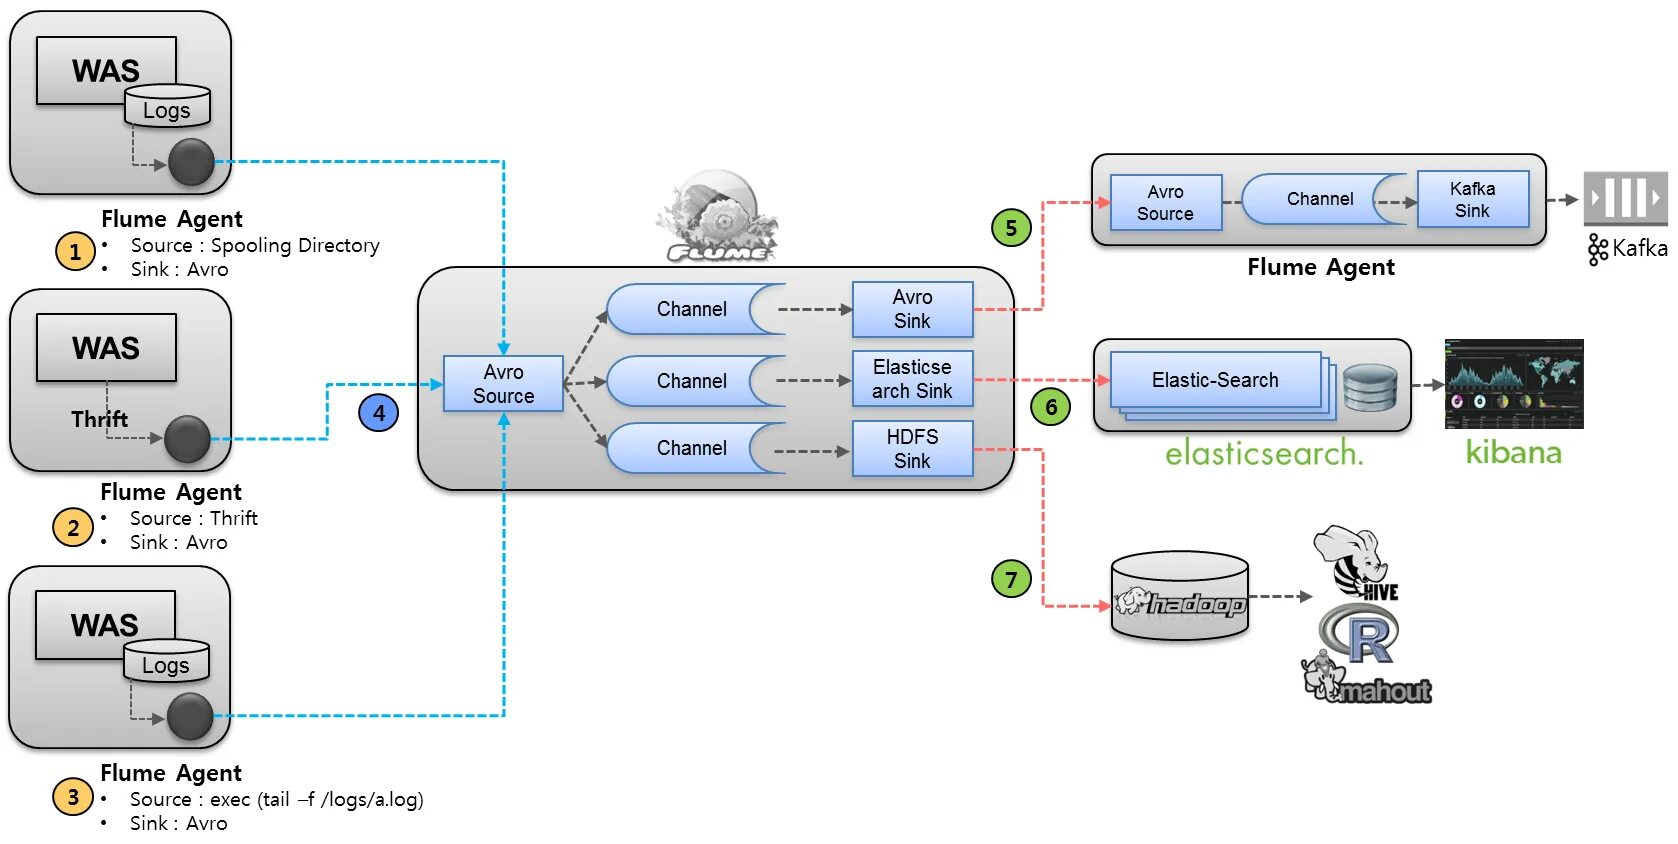 WAS
Logs
Flume Agent
1
• Source : Spooling Directory
• Sink : Avro
WAS
Thrift
Flume Agent
2
• Source : Thrift
• Sink : Avro
WAS
Logs
Flume Agent
3
• Source : exec (tail –f /logs/a.log)
• Sink : Avro
4
FLUME
Avro
Source
Channel
Avro
Sink
Channel
Elasticse
arch Sink
Channel
HDFS
Sink
5
Avro
Source
Channel
Kafka
Sink
Flume Agent
Kafka
6
Elastic-Search
elasticsearch.
kibana
7
hadoop
HIVE
R
mahout